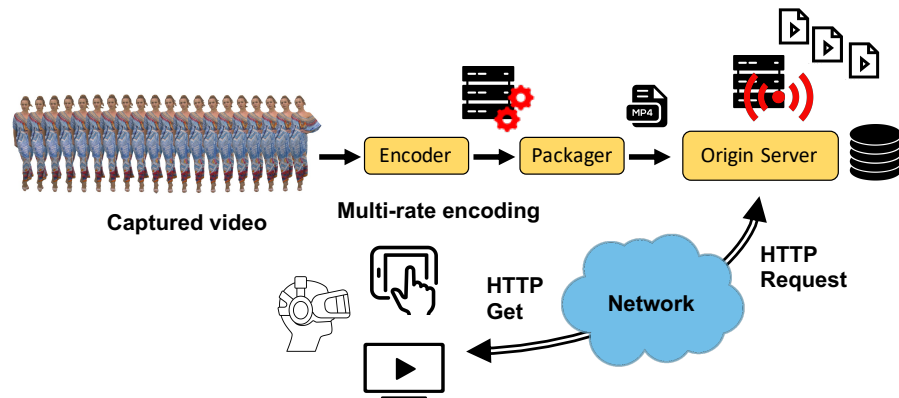 MP4
Encoder
Packager
Origin Server
Captured video
Multi-rate encoding
HTTP
Get
Network
HTTP
Request